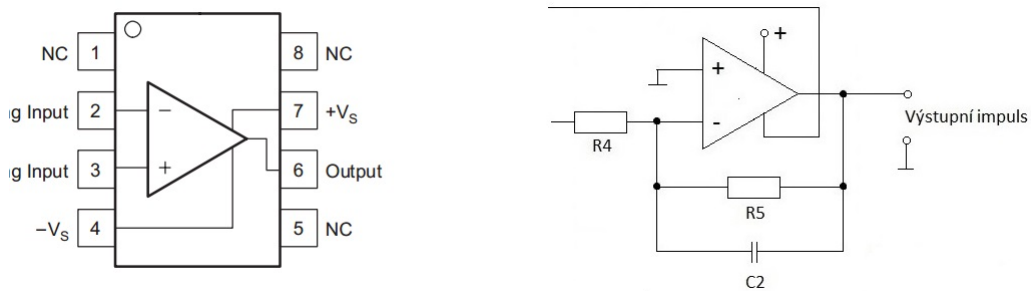 NC 1
8 NC
g Input 2
−
7 +VS
g Input 3
+
6 Output
−VS 4
5 NC
+
+
-
R4
Výstupní impuls
R5
C2